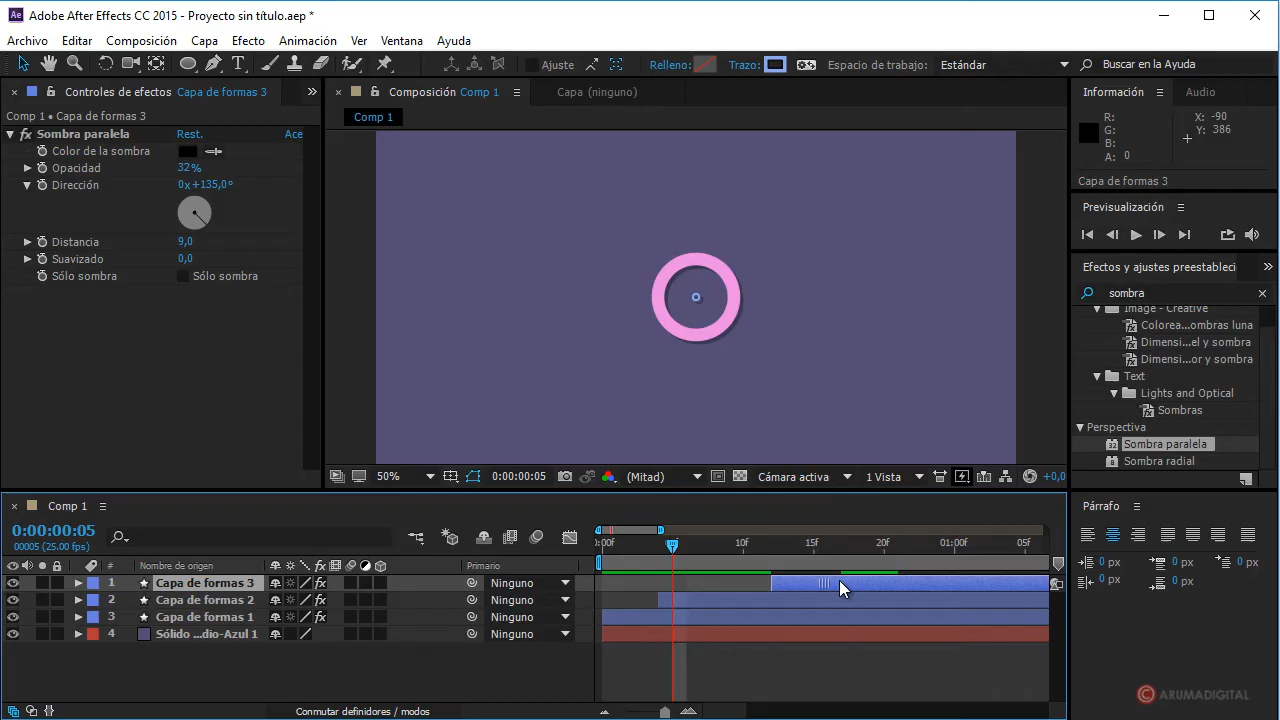 Ae Adobe After Effects CC 2015 - Proyecto sin título.aep *
Archivo Editar Composición Capa Efecto Animación Ver Ventana Ayuda
Ajuste Relleno: Trazo: Espacio de trabajo: Estándar Buscar en la Ayuda
Controles de efectos Capa de formas 3
Comp 1 • Capa de formas 3
fx Sombra paralela Rest. Ace
Color de la sombra
Opacidad 32%
Dirección 0x+135,0°
Distancia 9,0
Suavizado 0,0
Sólo sombra Sólo sombra
Composición Comp 1 Capa (ninguno)
Comp 1
50% 0:00:00:05 (Mitad) Cámara activa 1 Vista +0,0
Información Audio
R: X: -90
G: Y: 386
B:
A: 0
Capa de formas 3
Previsualización
Efectos y ajustes preestableci
sombra
Image - Creative
Colorea...ombras luna
Dimensi...el y sombra
Dimensi...or y sombra
Text
Lights and Optical
Sombras
Perspectiva
32 Sombra paralela
8 Sombra radial
Comp 1
0:00:00:05
00005 (25.00 fps)
# Nombre de origen fx Primario
1 Capa de formas 3 fx Ninguno
2 Capa de formas 2 fx Ninguno
3 Capa de formas 1 fx Ninguno
4 Sólido ...dio-Azul 1 Ninguno
0:00f 10f 15f 20f 01:00f 05f
Conmutar definidores / modos
Párrafo
0 px 0 px 0 px
0 px 0 px
© ARUMADIGITAL